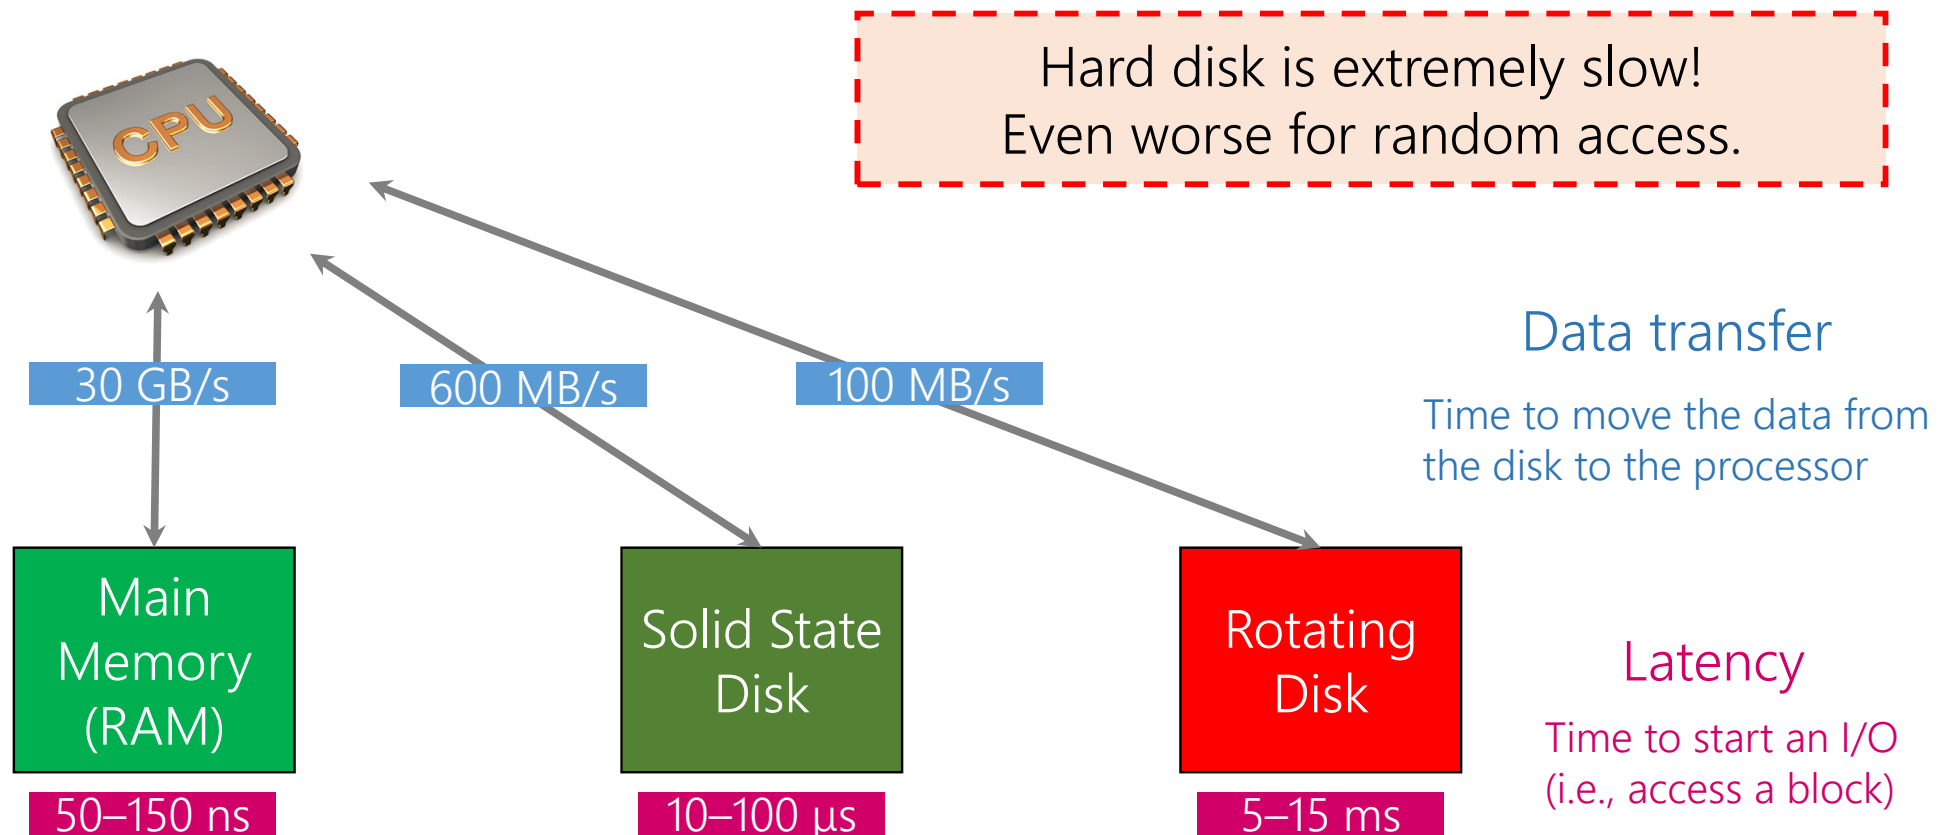 CPU
Hard disk is extremely slow!
Even worse for random access.
30 GB/s
600 MB/s
100 MB/s
Data transfer
Time to move the data from
the disk to the processor
Main
Memory
(RAM)
Solid State
Disk
Rotating
Disk
Latency
Time to start an I/O
(i.e., access a block)
50–150 ns
10–100 µs
5–15 ms